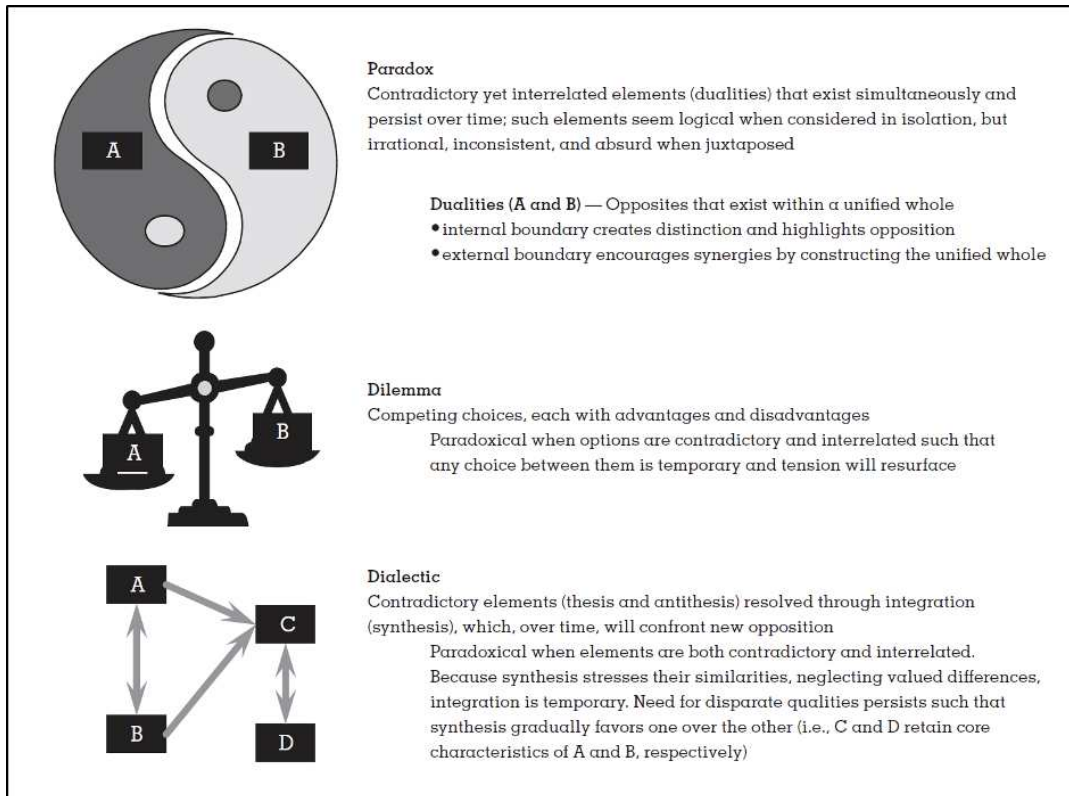 Paradox
Contradictory yet interrelated elements (dualities) that exist simultaneously and
persist over time; such elements seem logical when considered in isolation, but
irrational, inconsistent, and absurd when juxtaposed
A
B
Dualities (A and B) — Opposites that exist within a unified whole
• internal boundary creates distinction and highlights opposition
• external boundary encourages synergies by constructing the unified whole
Dilemma
Competing choices, each with advantages and disadvantages
Paradoxical when options are contradictory and interrelated such that
any choice between them is temporary and tension will resurface
A
B
Dialectic
Contradictory elements (thesis and antithesis) resolved through integration
(synthesis), which, over time, will confront new opposition
Paradoxical when elements are both contradictory and interrelated.
Because synthesis stresses their similarities, neglecting valued differences,
integration is temporary. Need for disparate qualities persists such that
synthesis gradually favors one over the other (i.e., C and D retain core
characteristics of A and B, respectively)
A
C
B
D